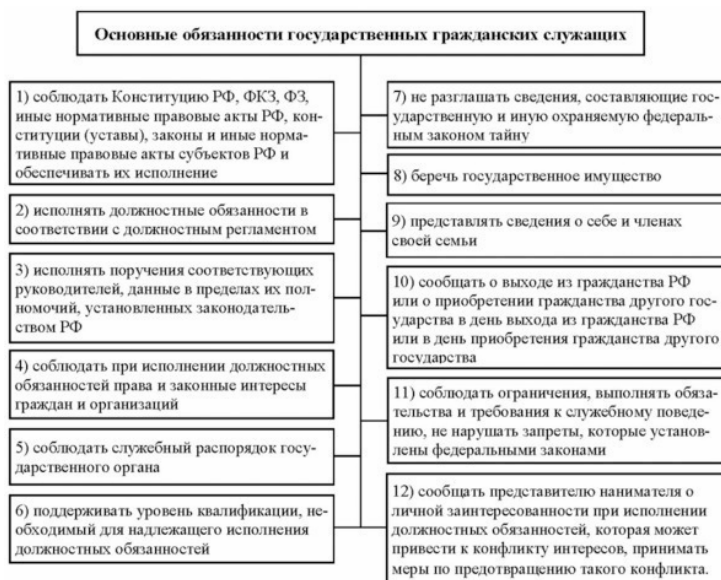 Основные обязанности государственных гражданских служащих
1) соблюдать Конституцию РФ, ФКЗ, ФЗ,
иные нормативные правовые акты РФ, кон-
ституции (уставы), законы и иные норма-
тивные правовые акты субъектов РФ и
обеспечивать их исполнение
2) исполнять должностные обязанности в
соответствии с должностным регламентом
3) исполнять поручения соответствующих
руководителей, данные в пределах их пол-
номочий, установленных законодатель-
ством РФ
4) соблюдать при исполнении должностных
обязанностей права и законные интересы
граждан и организаций
5) соблюдать служебный распорядок госу-
дарственного органа
6) поддерживать уровень квалификации, не-
обходимый для надлежащего исполнения
должностных обязанностей
7) не разглашать сведения, составляющие гос-
ударственную и иную охраняемую федераль-
ным законом тайну
8) беречь государственное имущество
9) представлять сведения о себе и членах
своей семьи
10) сообщать о выходе из гражданства РФ
или о приобретении гражданства другого гос-
ударства в день выхода из гражданства РФ
или в день приобретения гражданства другого
государства
11) соблюдать ограничения, выполнять обяза-
тельства и требования к служебному поведе-
нию, не нарушать запреты, которые установ-
лены федеральными законами
12) сообщать представителю нанимателя о
личной заинтересованности при исполнении
должностных обязанностей, которая может
привести к конфликту интересов, принимать
меры по предотвращению такого конфликта.